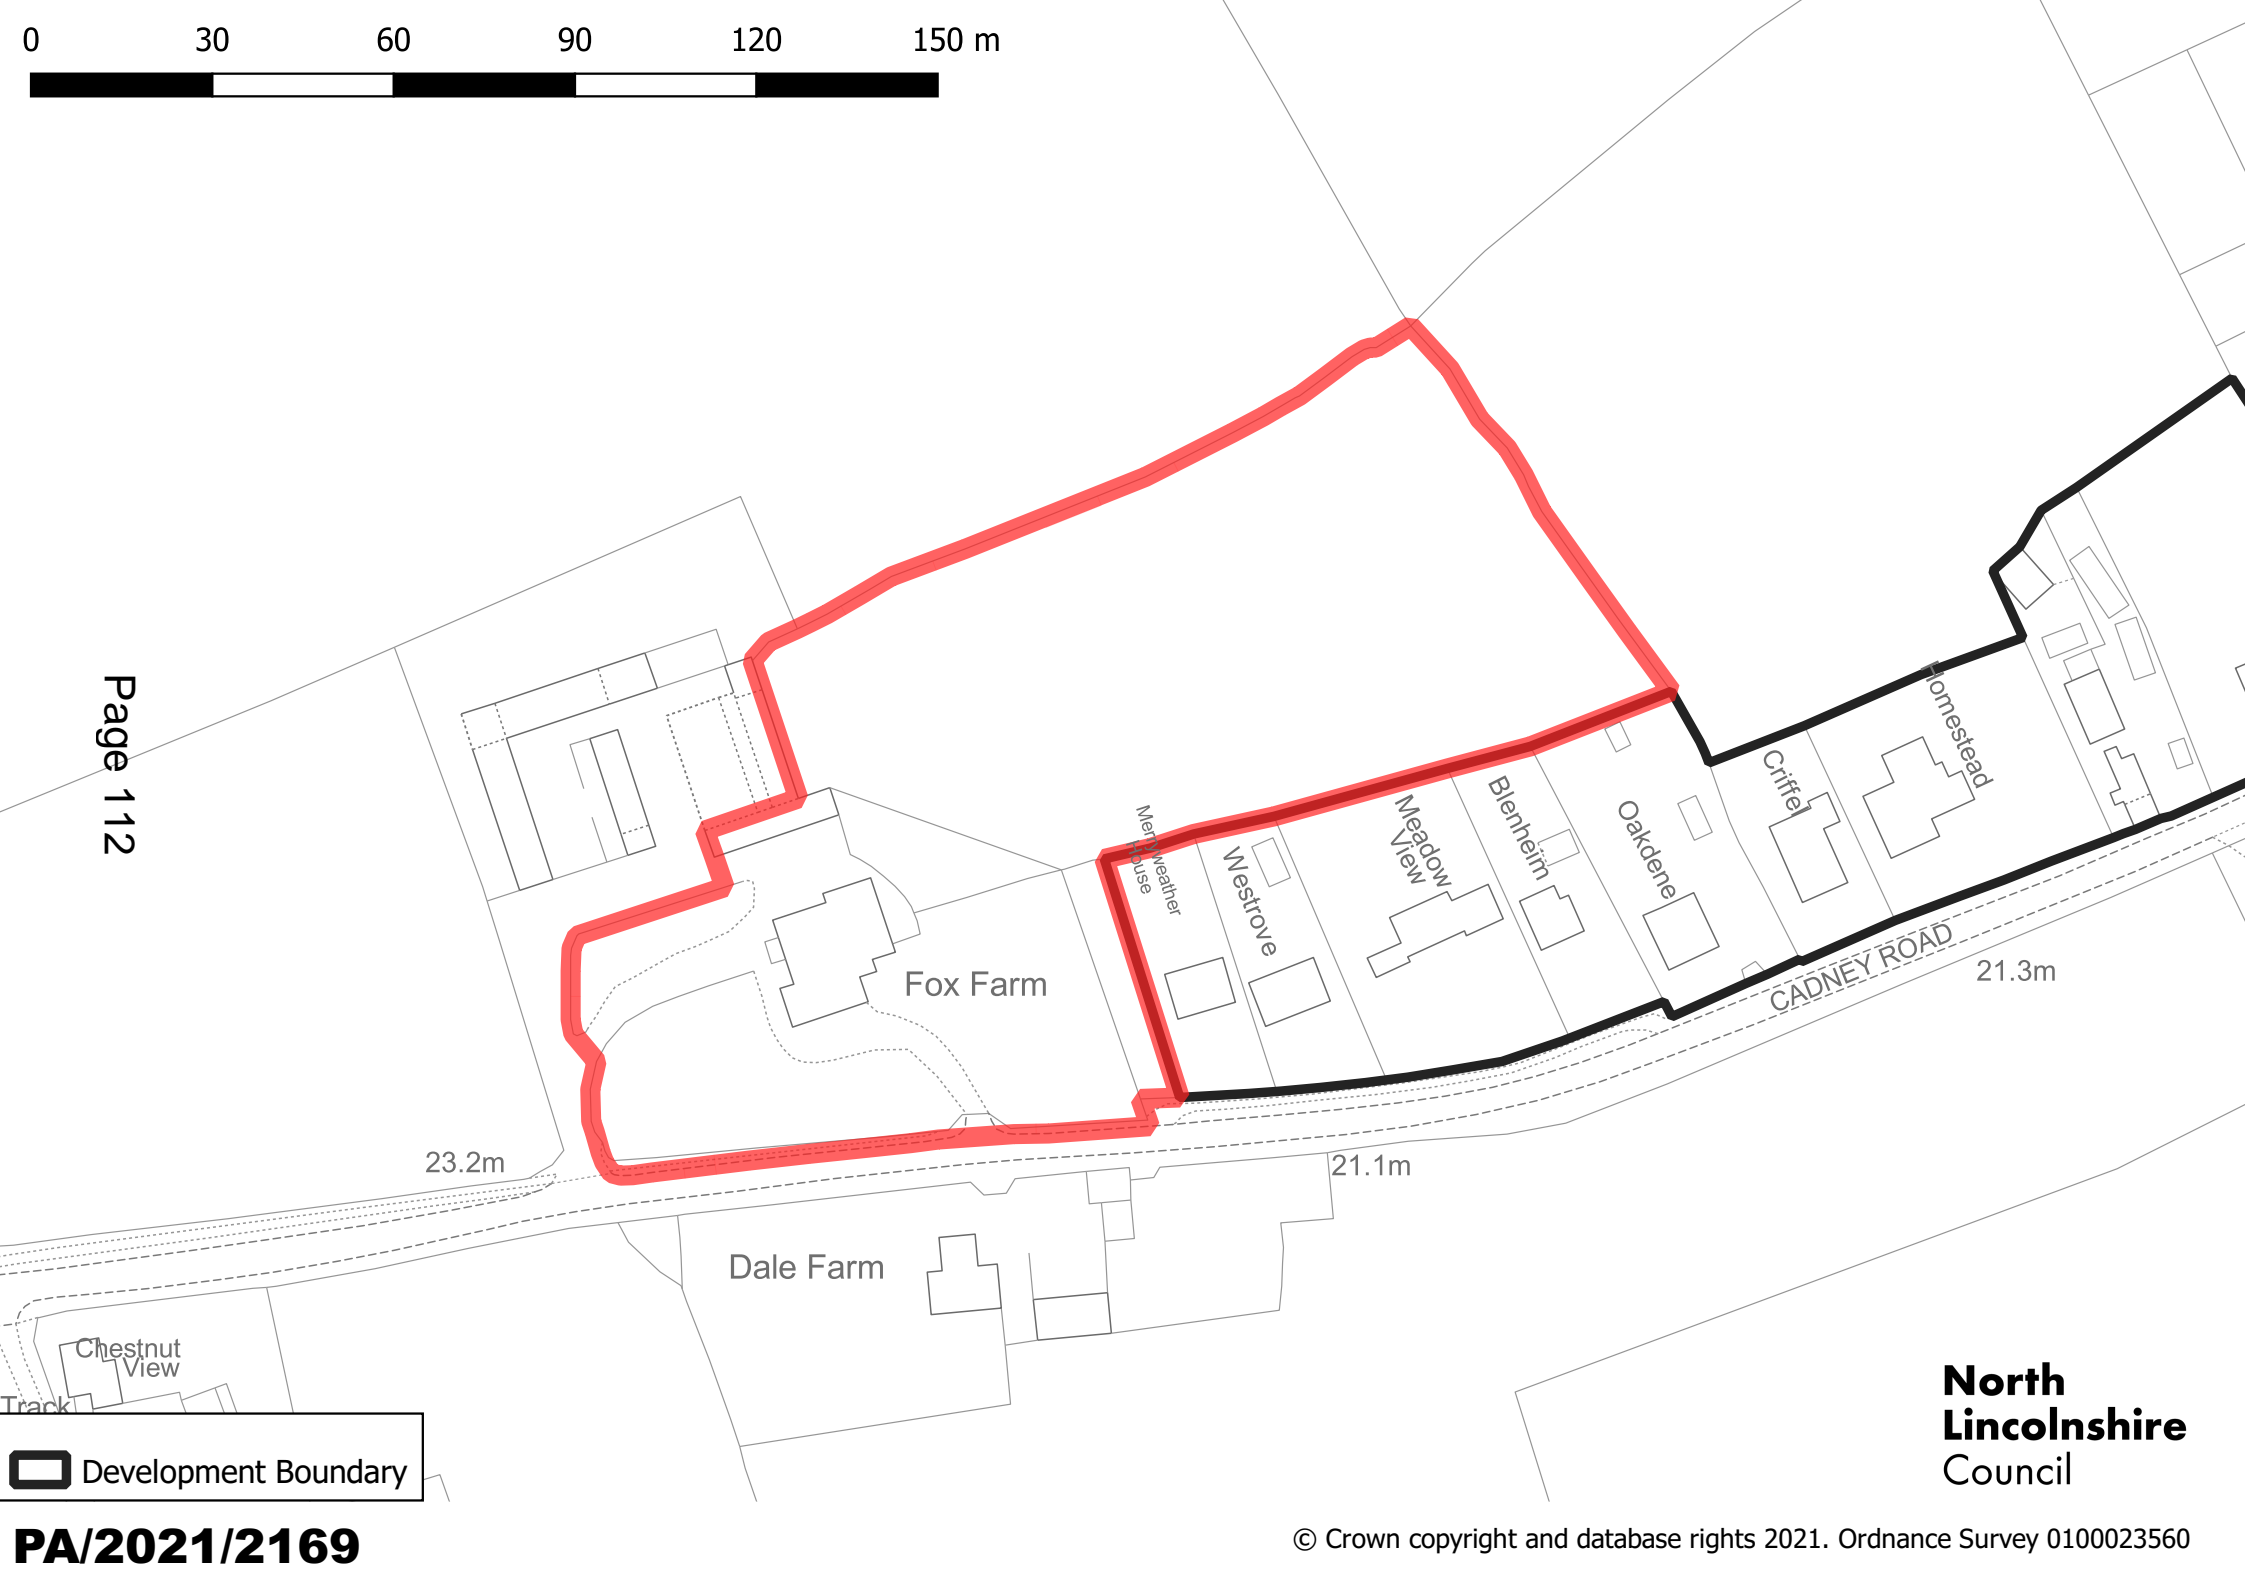 0 30 60 90 120 150 m
Page 112
Homestead
Criffel
Merryweather
House
Westrove
Meadow
View
Blenheim
Oakdene
Fox Farm
CADNEY ROAD
21.3m
23.2m
21.1m
Dale Farm
Chestnut
View
Track
Development Boundary
North
Lincolnshire
Council
PA/2021/2169
© Crown copyright and database rights 2021. Ordnance Survey 0100023560